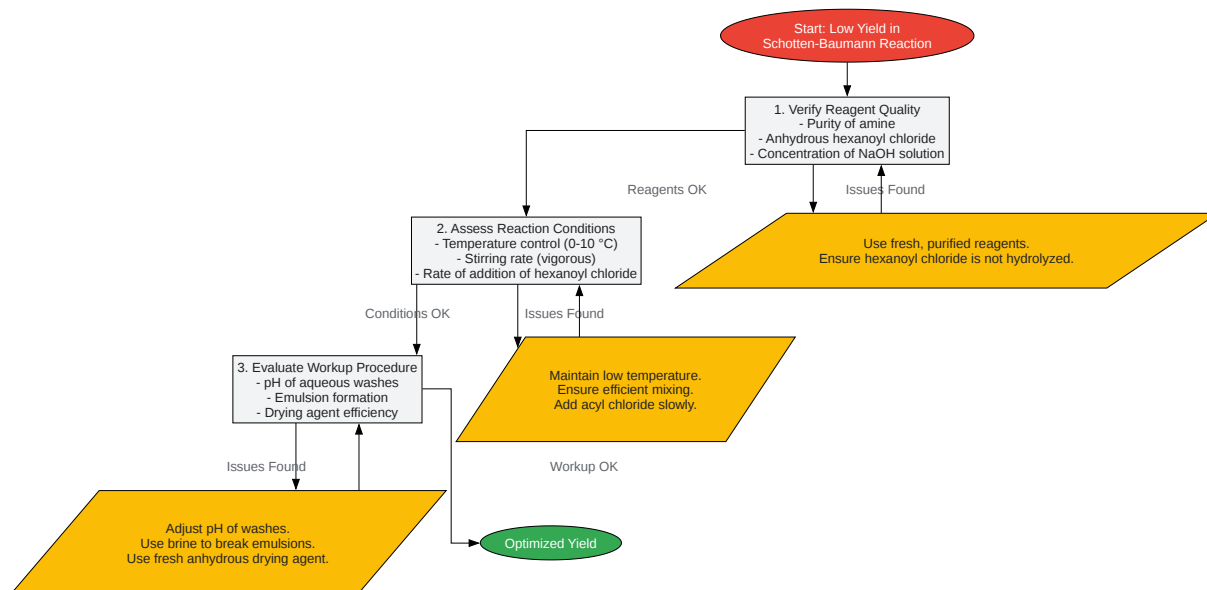 Start: Low Yield in
Schotten-Baumann Reaction
1. Verify Reagent Quality
- Purity of amine
- Anhydrous hexanoyl chloride
- Concentration of NaOH solution
Reagents OK
Issues Found
Use fresh, purified reagents.
Ensure hexanoyl chloride is not hydrolyzed.
2. Assess Reaction Conditions
- Temperature control (0-10 °C)
- Stirring rate (vigorous)
- Rate of addition of hexanoyl chloride
Conditions OK
Issues Found
Maintain low temperature.
Ensure efficient mixing.
Add acyl chloride slowly.
3. Evaluate Workup Procedure
- pH of aqueous washes
- Emulsion formation
- Drying agent efficiency
Issues Found
Workup OK
Adjust pH of washes.
Use brine to break emulsions.
Use fresh anhydrous drying agent.
Optimized Yield